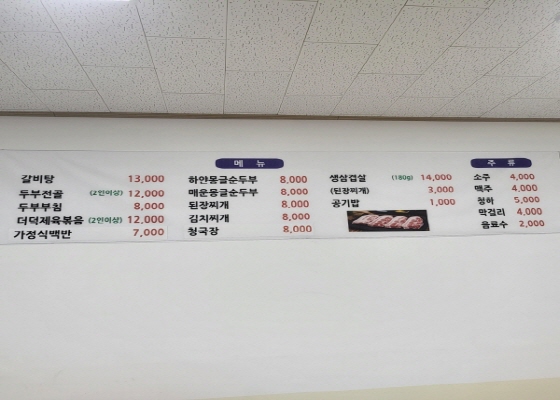 메 뉴
주 류
갈비탕 13,000
두부전골 (2인이상) 12,000
두부부침 8,000
더덕제육볶음 (2인이상) 12,000
가정식백반 7,000
하얀몽글순두부 8,000
매운몽글순두부 8,000
된장찌개 8,000
김치찌개 8,000
청국장 8,000
생삼겹살 (180g) 14,000
(된장찌개) 3,000
공기밥 1,000
소주 4,000
맥주 4,000
청하 5,000
막걸리 4,000
음료수 2,000